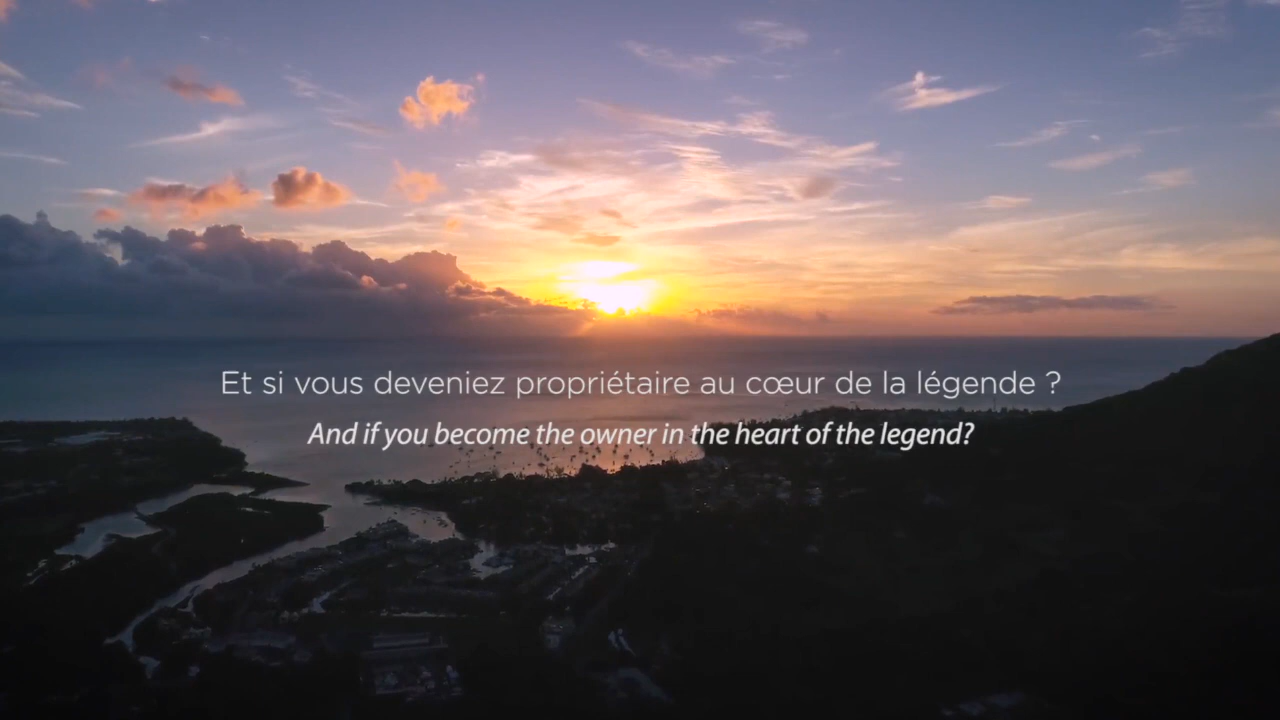 Et si vous deveniez propriétaire au cœur de la légende ?
And if you become the owner in the heart of the legend?